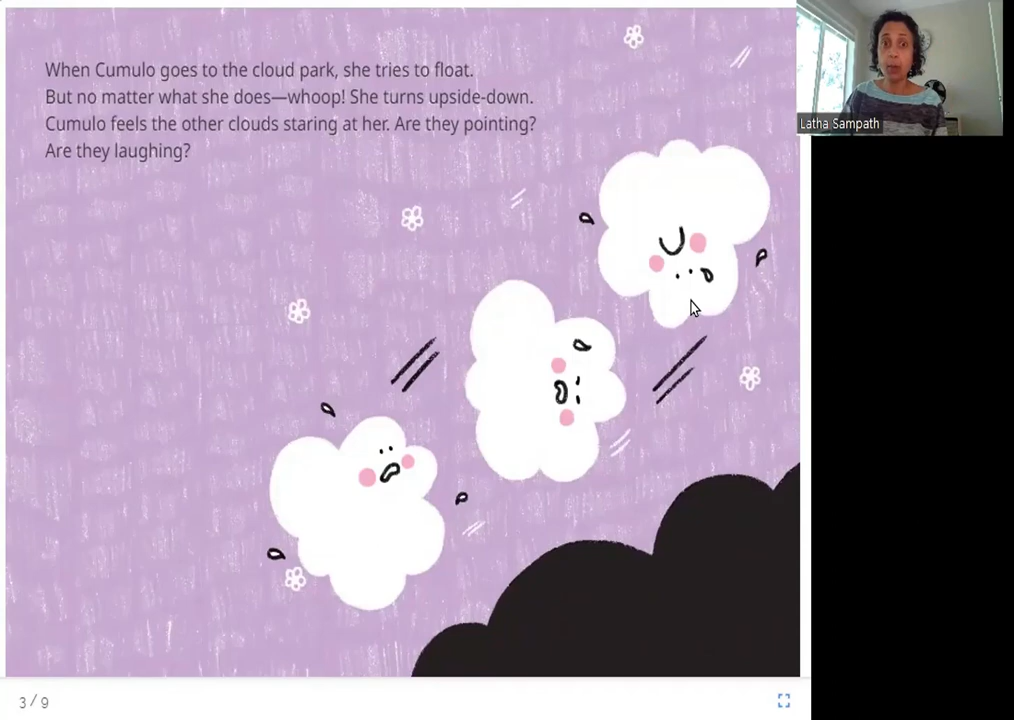 When Cumulo goes to the cloud park, she tries to float.
But no matter what she does—whoop! She turns upside-down.
Cumulo feels the other clouds staring at her. Are they pointing?
Are they laughing?
Latha Sampath
3 / 9